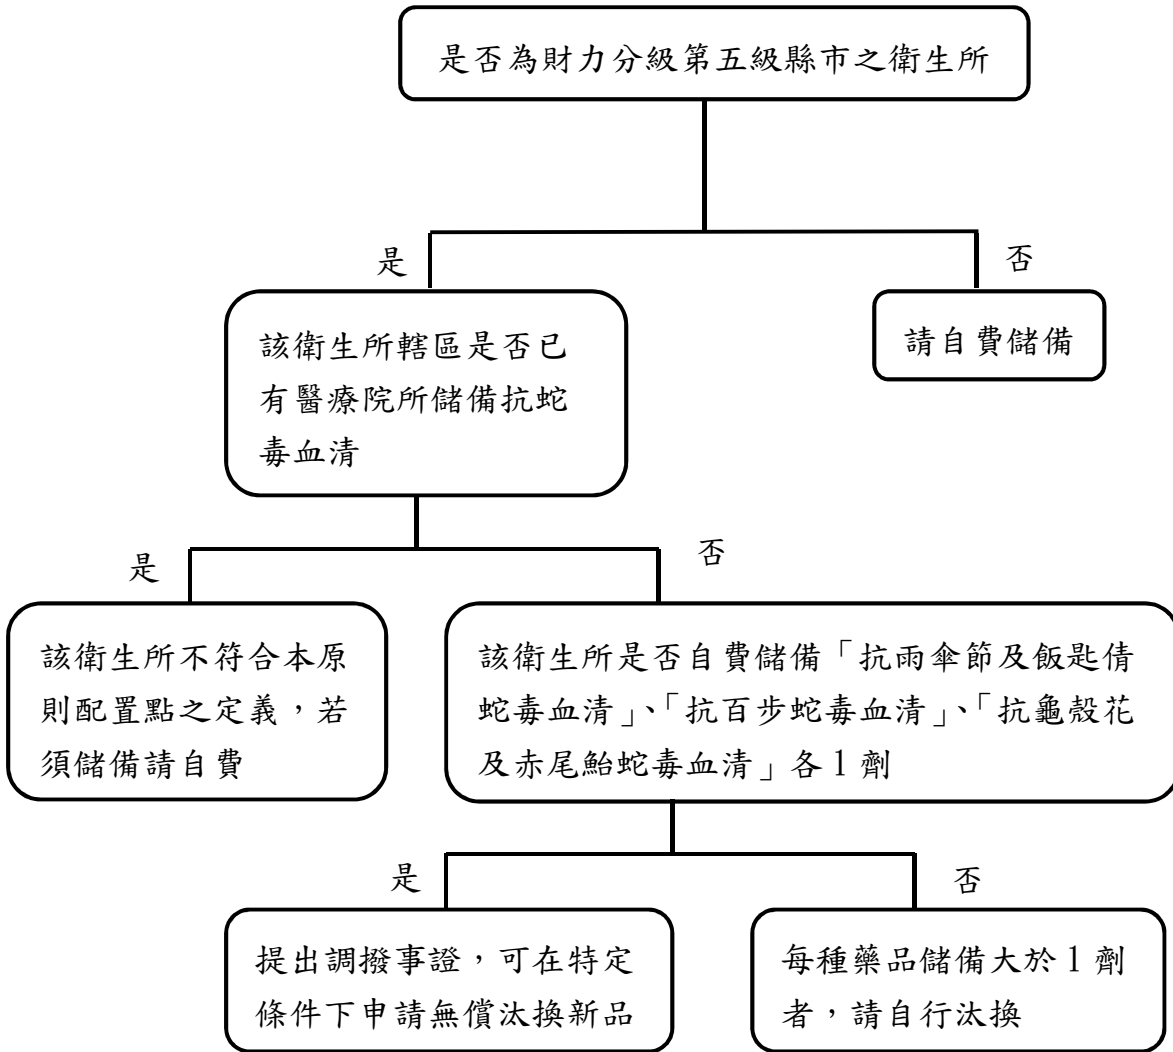 是否為財力分級第五級縣市之衛生所
是
否
該衛生所轄區是否已
有醫療院所儲備抗蛇
毒血清
請自費儲備
是
否
該衛生所不符合本原
則配置點之定義，若
須儲備請自費
該衛生所是否自費儲備「抗雨傘節及飯匙倩
蛇毒血清」、「抗百步蛇毒血清」、「抗龜殼花
及赤尾鮐蛇毒血清」各1劑
是
否
提出調撥事證，可在特定
條件下申請無償汰換新品
每種藥品儲備大於1劑
者，請自行汰換